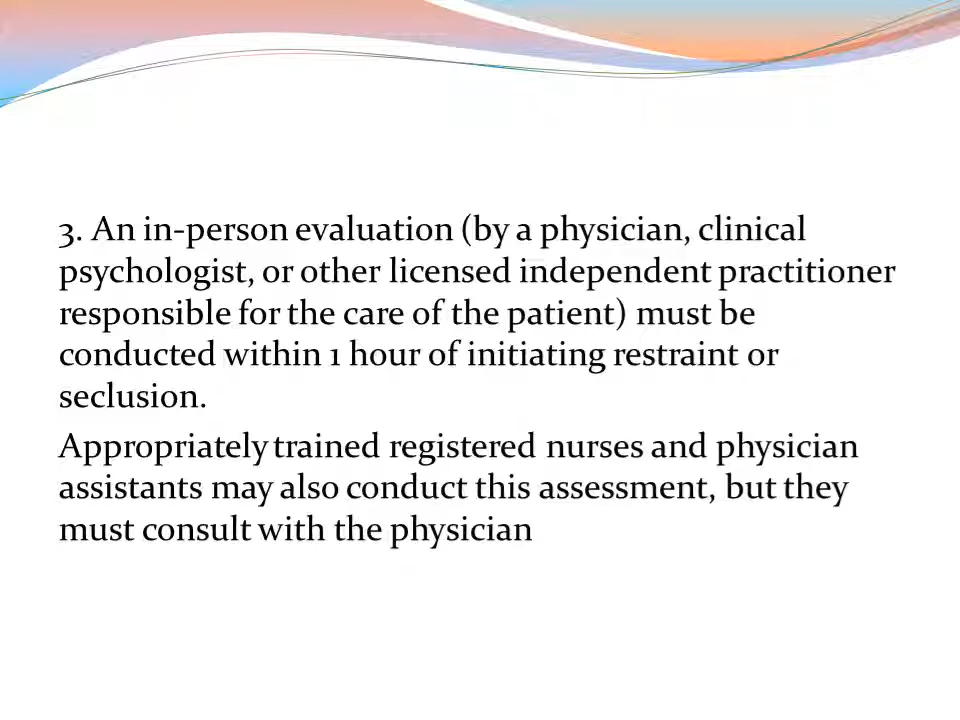 3. An in-person evaluation (by a physician, clinical
psychologist, or other licensed independent practitioner
responsible for the care of the patient) must be
conducted within 1 hour of initiating restraint or
seclusion.
Appropriately trained registered nurses and physician
assistants may also conduct this assessment, but they
must consult with the physician